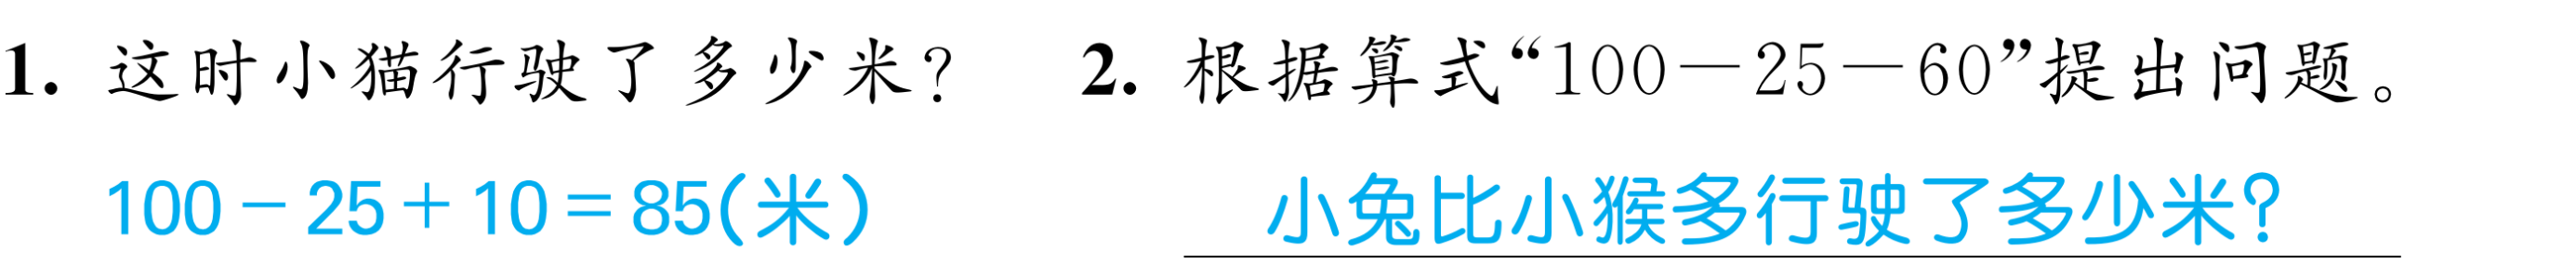 1. 这时小猫行驶了多少米？ 2. 根据算式“100－25－60”提出问题。
100－25＋10＝85(米) 小兔比小猴多行驶了多少米?